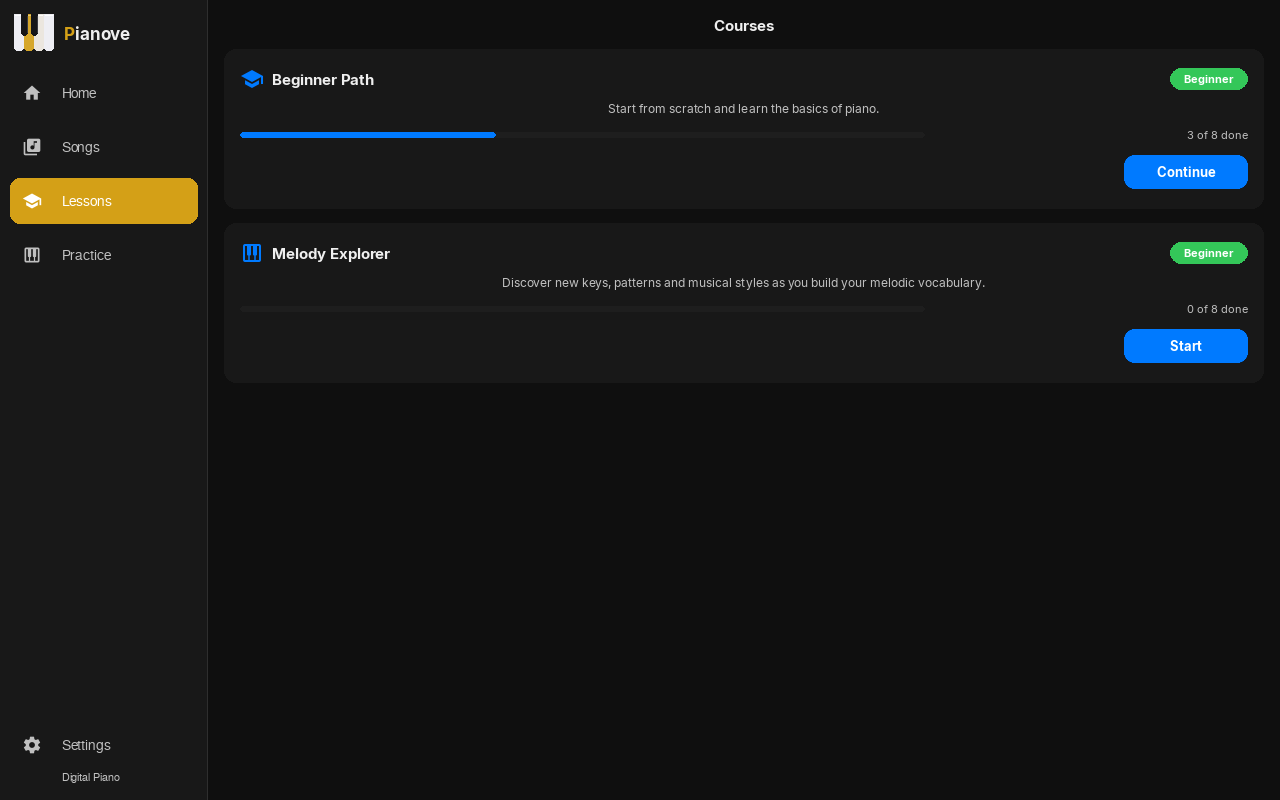 Pianove
Home
Songs
Lessons
Practice
Settings
Digital Piano
Courses
Beginner Path
Beginner
Start from scratch and learn the basics of piano.
3 of 8 done
Continue
Melody Explorer
Beginner
Discover new keys, patterns and musical styles as you build your melodic vocabulary.
0 of 8 done
Start